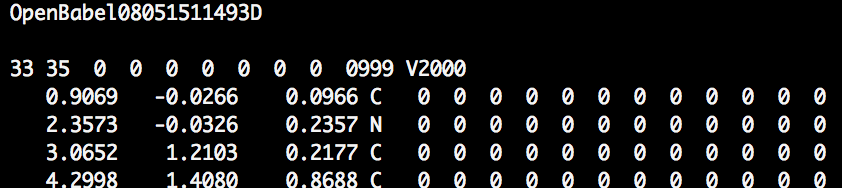 OpenBabel08051511493D
33 35 0 0 0 0 0 0 0 0999 V2000
0.9069 -0.0266 0.0966 C 0 0 0 0 0 0 0 0 0 0 0 0
2.3573 -0.0326 0.2357 N 0 0 0 0 0 0 0 0 0 0 0 0
3.0652 1.2103 0.2177 C 0 0 0 0 0 0 0 0 0 0 0 0
4.2998 1.4080 0.8688 C 0 0 0 0 0 0 0 0 0 0 0 0